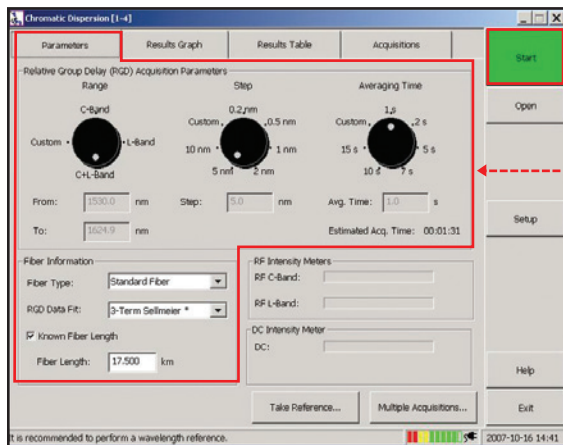 Chromatic Dispersion [1-4]
Parameters
Results Graph
Results Table
Acquisitions
Start
Relative Group Delay (RGD) Acquisition Parameters
Range
Step
Averaging Time
C-Band
0.2 nm
1 s
Custom
.5 nm
Custom
2 s
Custom
L-Band
10 nm
1 nm
15 s
5 s
C+L-Band
5 nm
2 nm
10 s
7 s
From: 1530.0 nm
Step: 5.0 nm
Avg. Time: 1.0 s
To: 1624.9 nm
Estimated Acq. Time: 00:01:31
Open
Setup
Fiber Information
Fiber Type: Standard Fiber
RGD Data Fit: 3-Term Sellmeier *
Known Fiber Length
Fiber Length: 17.500 km
RF Intensity Meters
RF C-Band:
RF L-Band:
DC Intensity Meter
DC:
Help
Take Reference...
Multiple Acquisitions...
Exit
It is recommended to perform a wavelength reference.
2007-10-16 14:41